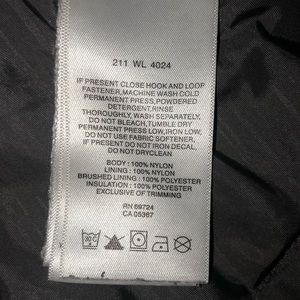 211 WL 4024
IF PRESENT CLOSE HOOK AND LOOP
FASTENER,MACHINE WASH COLD
PERMANENT PRESS,POWDERED
DETERGENT, RINSE
THOROUGHLY, WASH SEPARATELY,
DO NOT BLEACH,TUMBLE DRY
PERMANENT PRESS LOW,IRON LOW,
DO NOT USE FABRIC SOFTENER,
IF PRESENT DO NOT IRON DECAL,
DO NOT DRYCLEAN
BODY : 100% NYLON
LINING : 100% NYLON
BRUSHED LINING : 100% POLYESTER
INSULATION : 100% POLYESTER
EXCLUSIVE OF TRIMMING
RN 69724
CA 05367